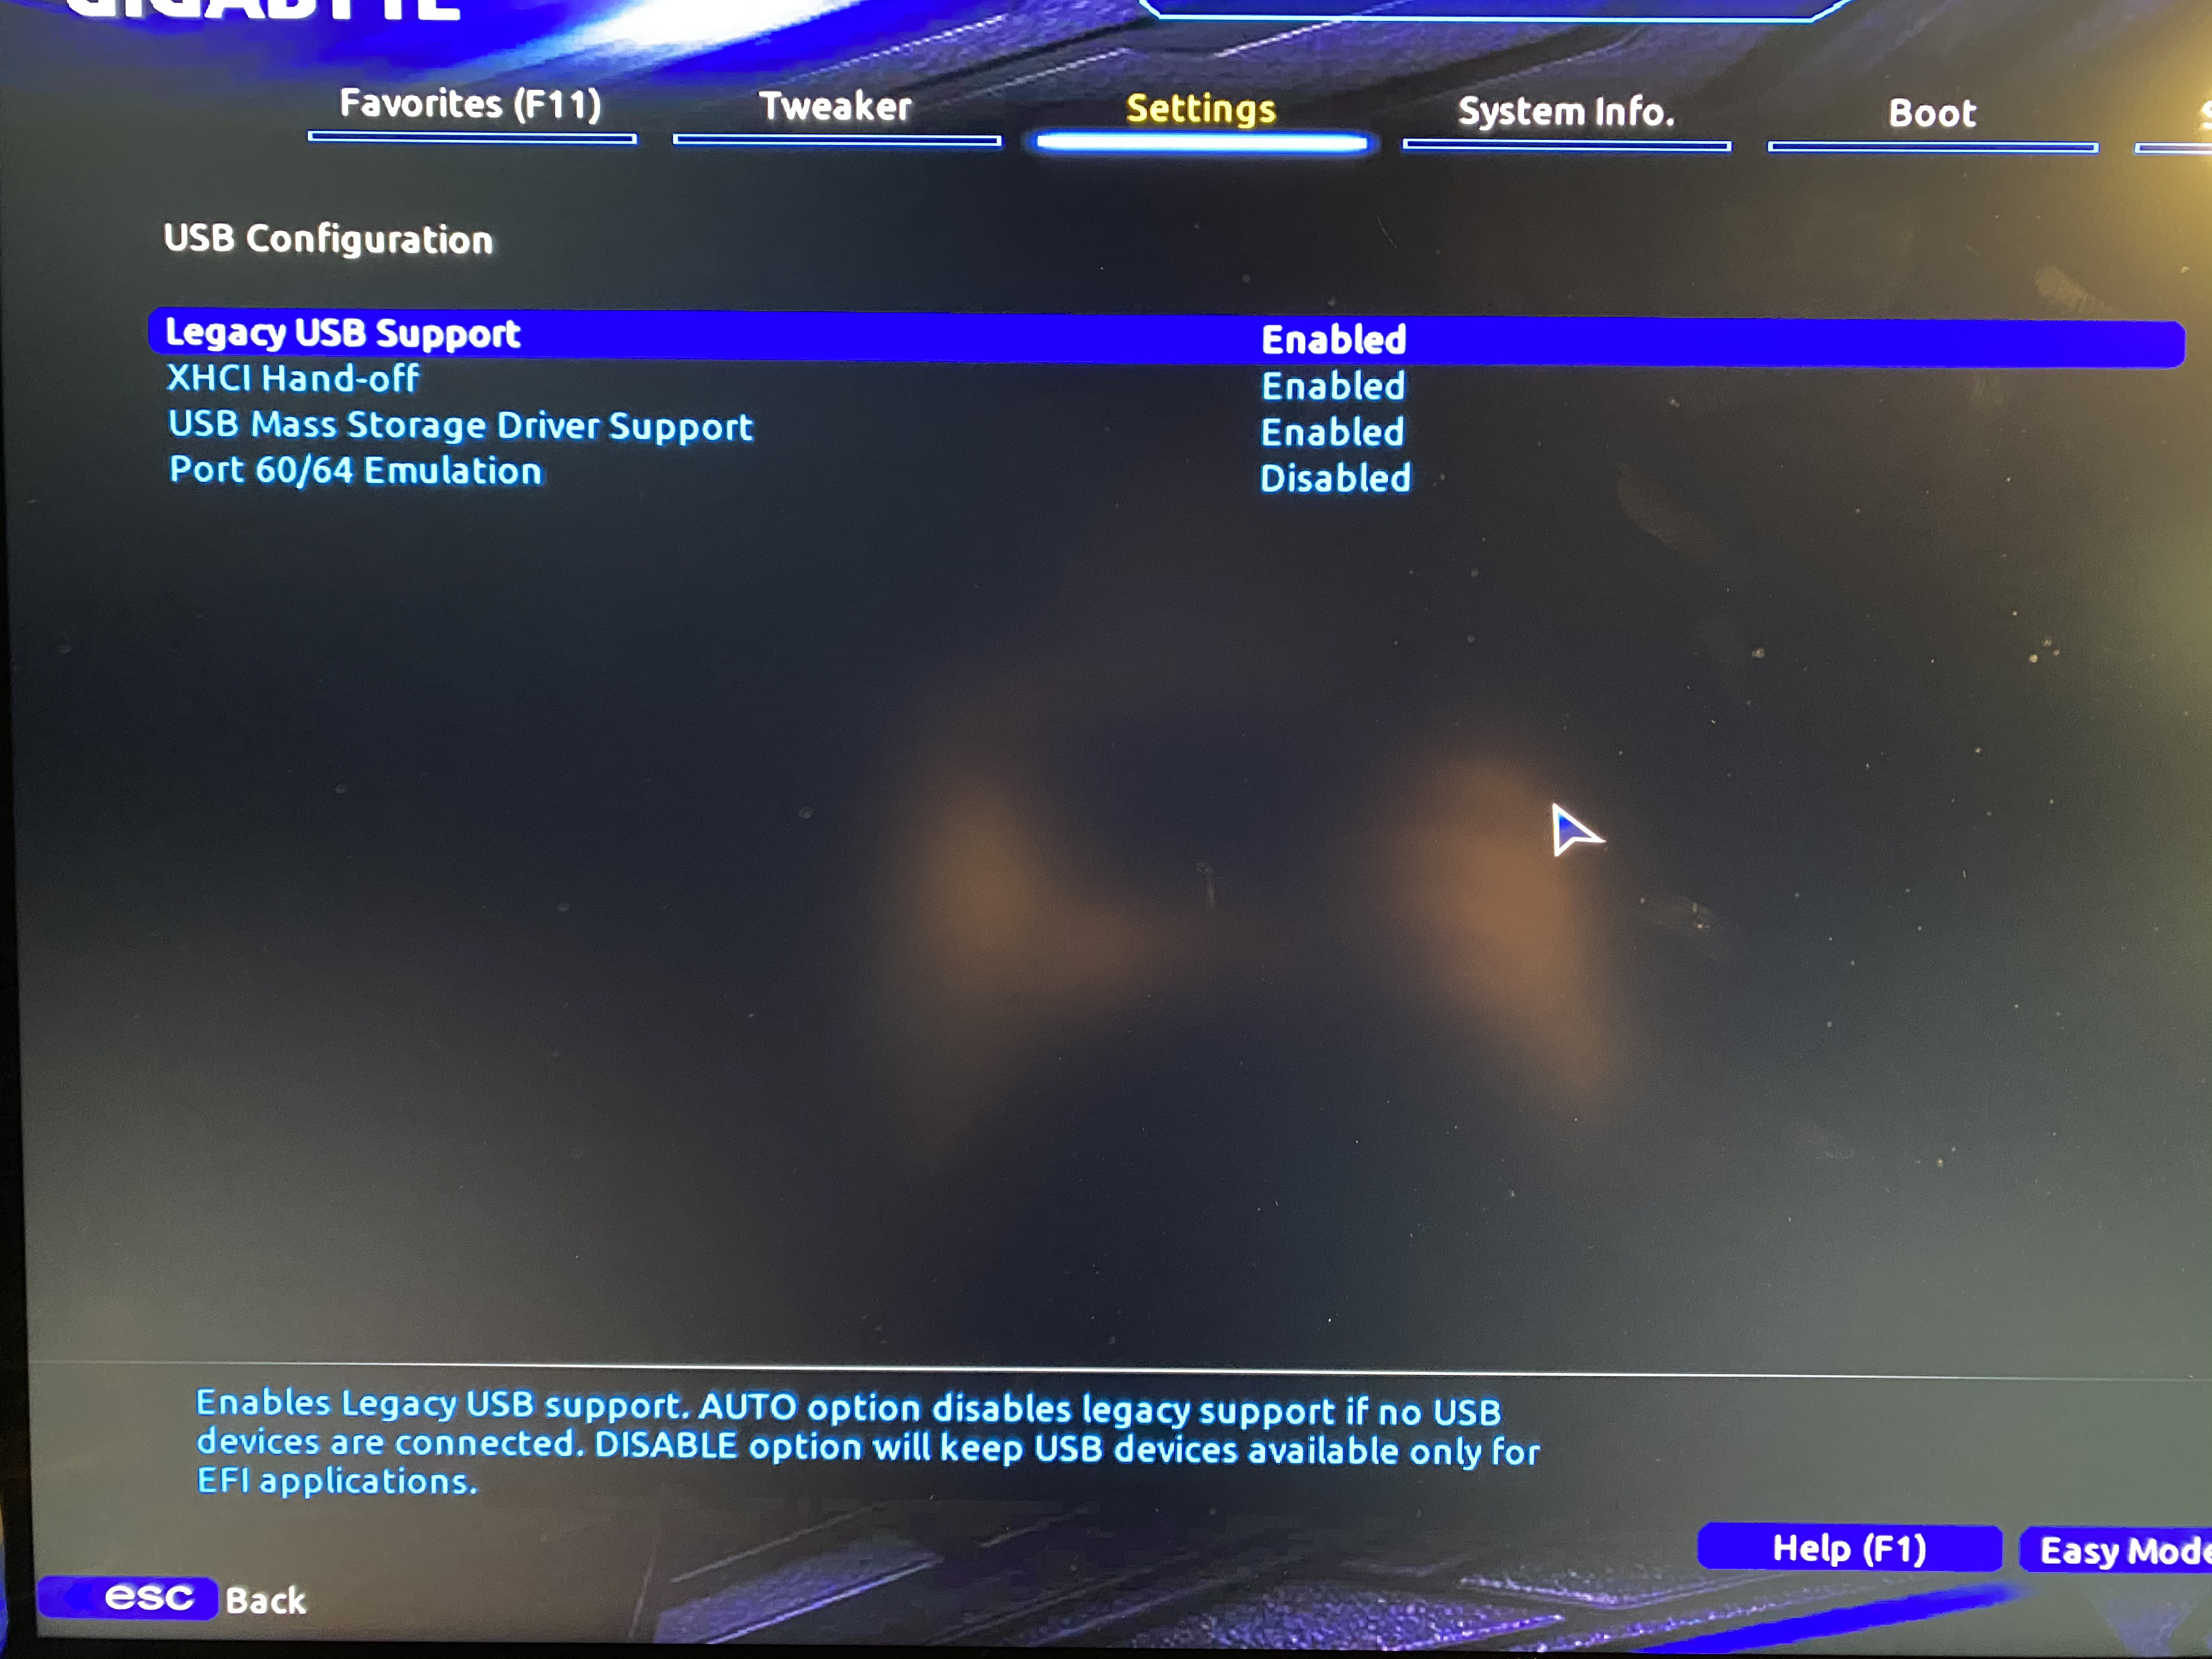 GIGABYTE
Favorites (F11) Tweaker Settings System Info. Boot
USB Configuration
Legacy USB Support Enabled
XHCI Hand-off Enabled
USB Mass Storage Driver Support Enabled
Port 60/64 Emulation Disabled
Enables Legacy USB support. AUTO option disables legacy support if no USB
devices are connected. DISABLE option will keep USB devices available only for
EFI applications.
Help (F1) Easy Mode
esc Back